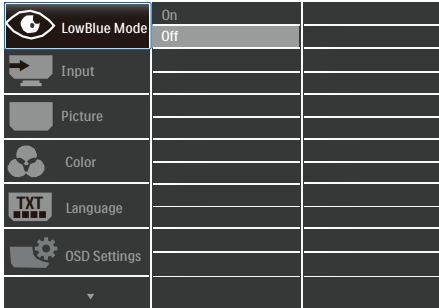 LowBlue Mode
On
Off
Input
Picture
Color
TXT
Language
OSD Settings